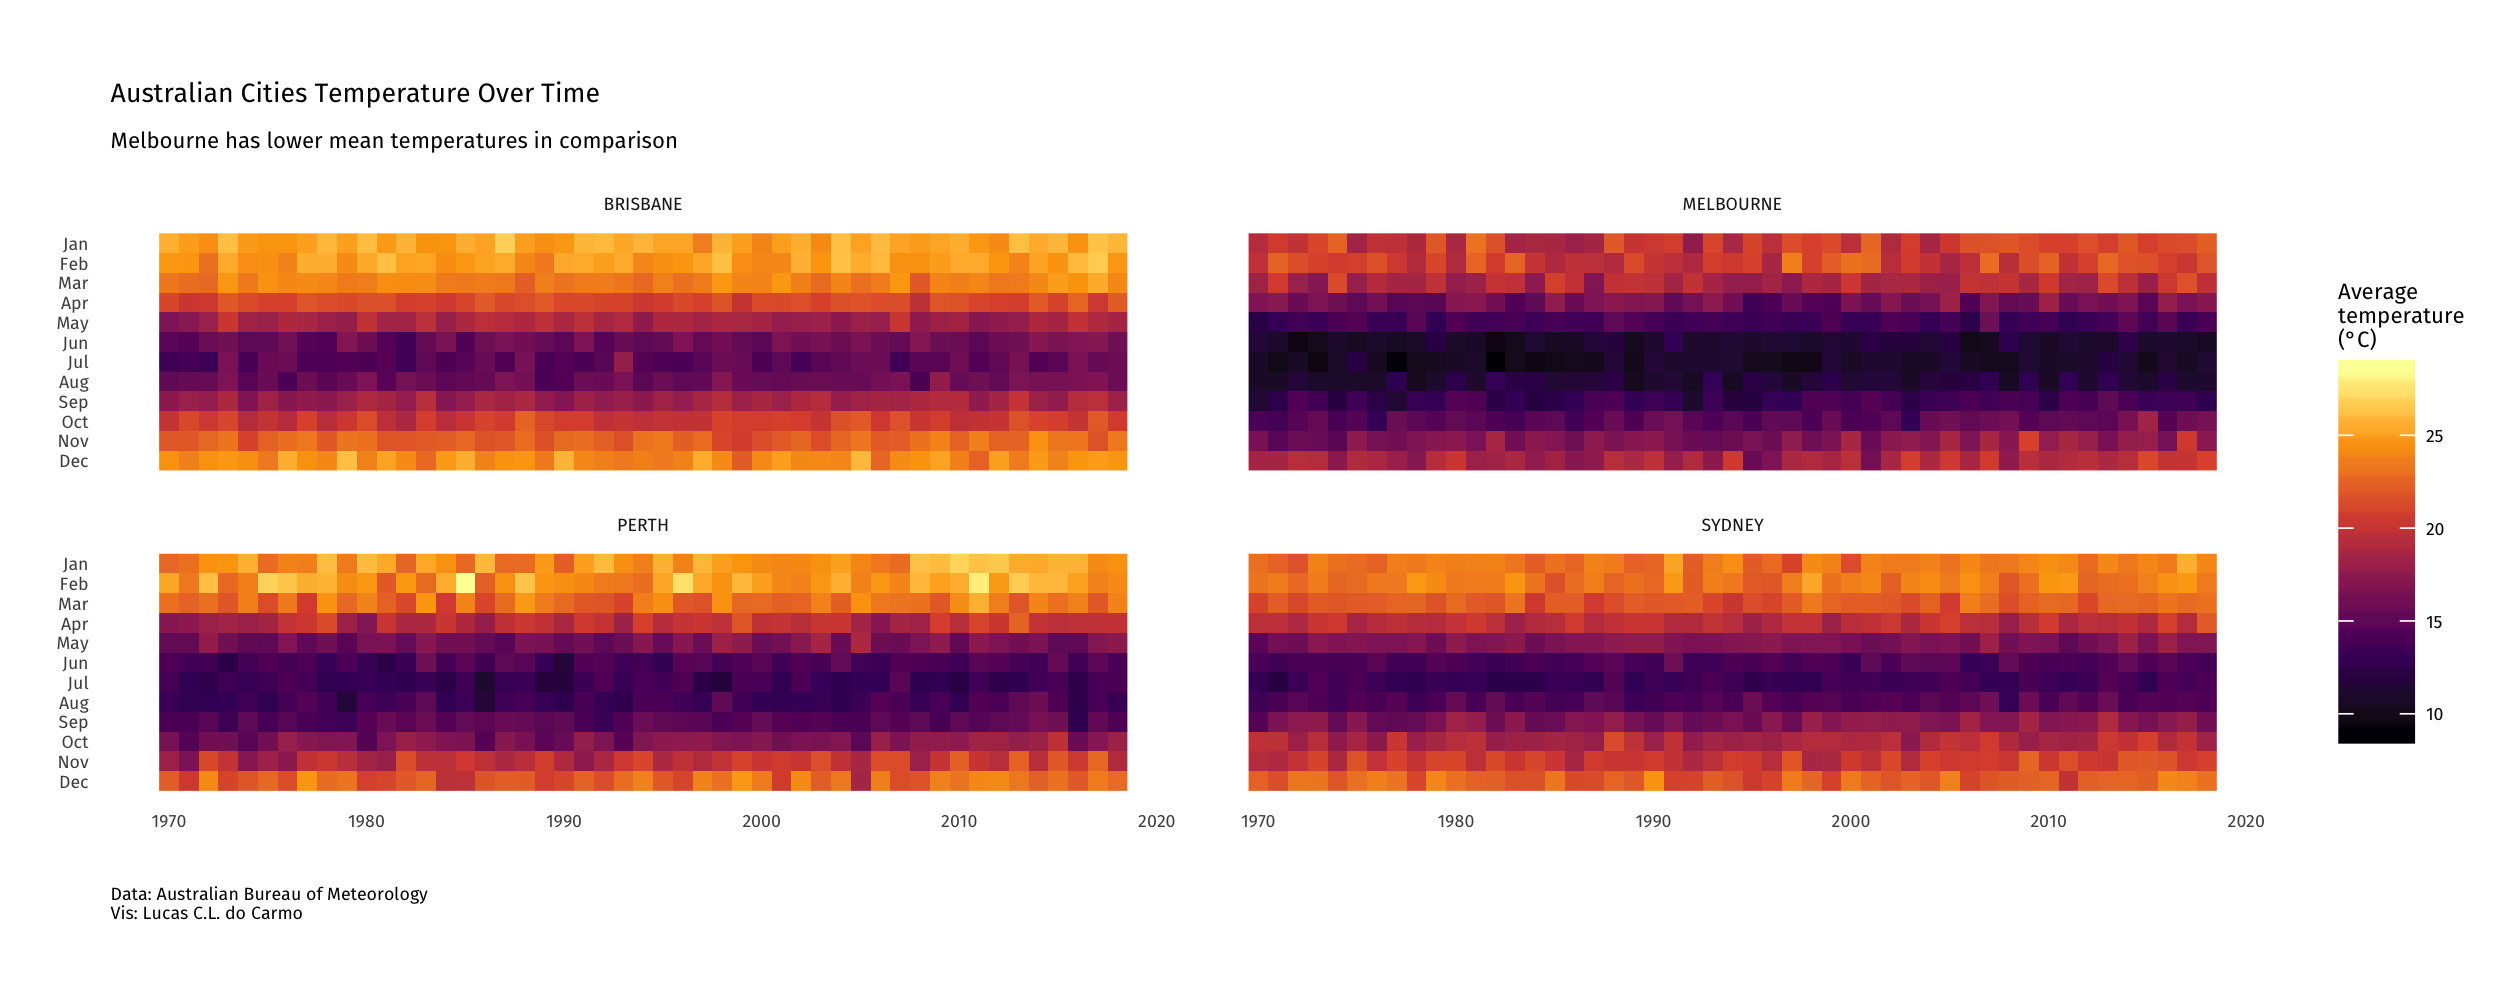 Australian Cities Temperature Over Time
Melbourne has lower mean temperatures in comparison
BRISBANE
MELBOURNE
Jan
Feb
Mar
Apr
May
Jun
Jul
Aug
Sep
Oct
Nov
Dec
PERTH
SYDNEY
Jan
Feb
Mar
Apr
May
Jun
Jul
Aug
Sep
Oct
Nov
Dec
1970 1980 1990 2000 2010 2020
1970 1980 1990 2000 2010 2020
Average
temperature
(°C)
25
20
15
10
Data: Australian Bureau of Meteorology
Vis: Lucas C.L. do Carmo